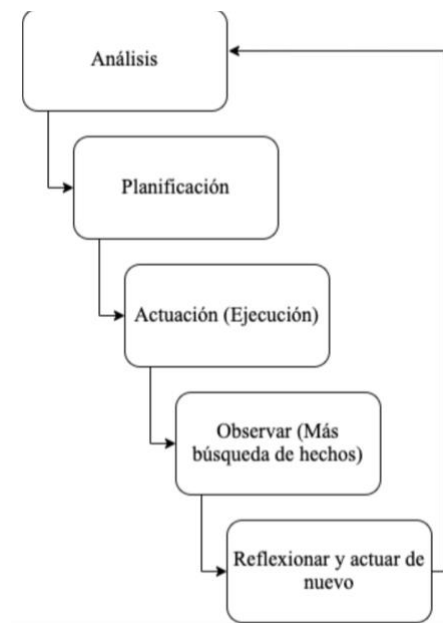 Análisis
Planificación
Actuación (Ejecución)
Observar (Más
búsqueda de hechos)
Reflexionar y actuar de
nuevo